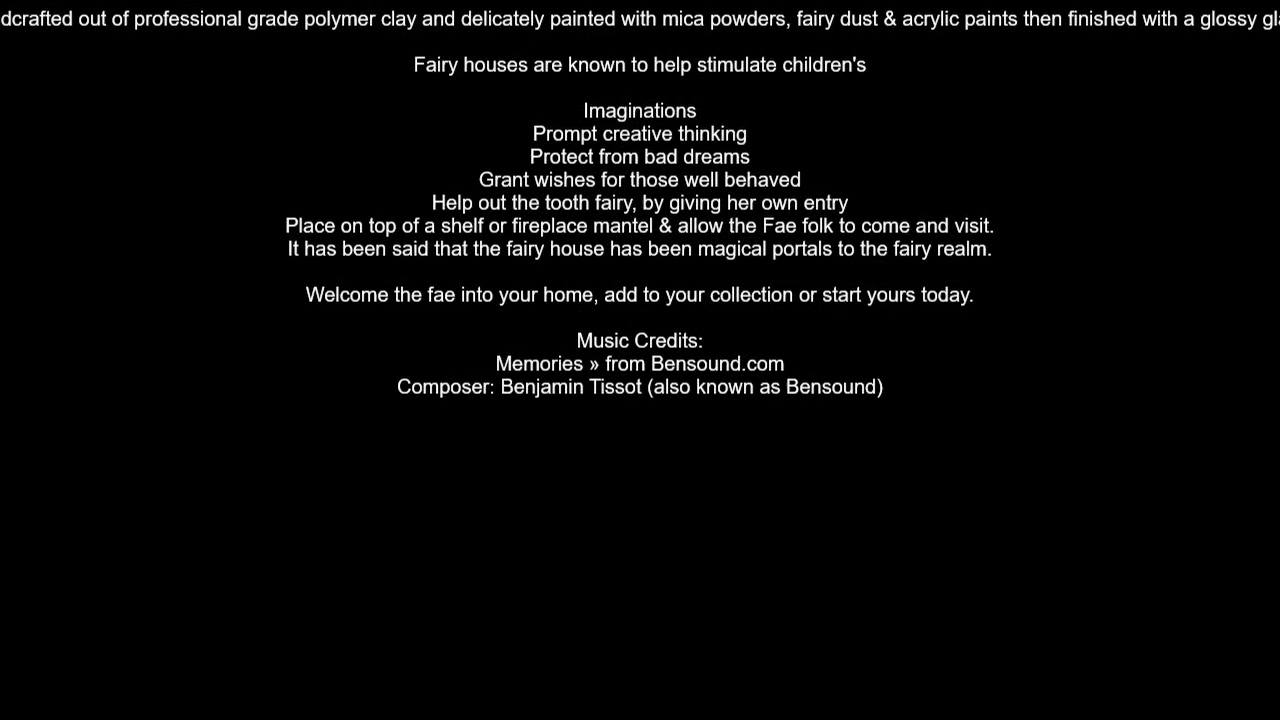 dcrafted out of professional grade polymer clay and delicately painted with mica powders, fairy dust & acrylic paints then finished with a glossy
Fairy houses are known to help stimulate children's
Imaginations
Prompt creative thinking
Protect from bad dreams
Grant wishes for those well behaved
Help out the tooth fairy, by giving her own entry
Place on top of a shelf or fireplace mantel & allow the Fae folk to come and visit.
It has been said that the fairy house has been magical portals to the fairy realm.
Welcome the fae into your home, add to your collection or start yours today.
Music Credits:
Memories » from Bensound.com
Composer: Benjamin Tissot (also known as Bensound)